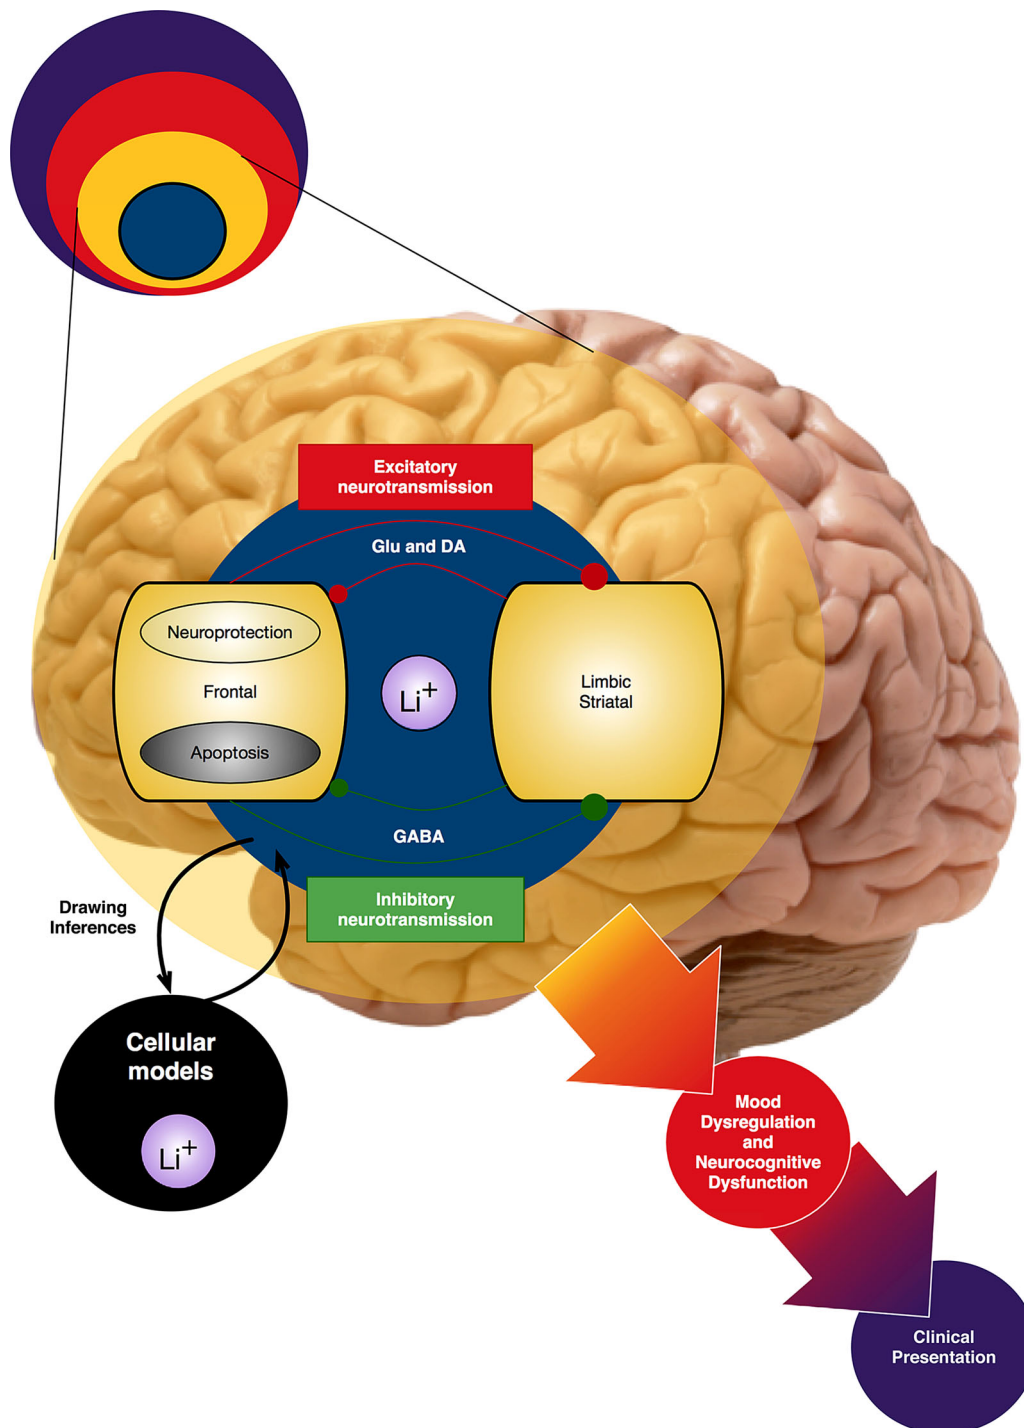 Excitatory
neurotransmission
Glu and DA
Neuroprotection
Frontal
Apoptosis
Li+
Limbic
Striatal
GABA
Inhibitory
neurotransmission
Drawing
Inferences
Cellular
models
Li+
Mood
Dysregulation
and
Neurocognitive
Dysfunction
Clinical
Presentation